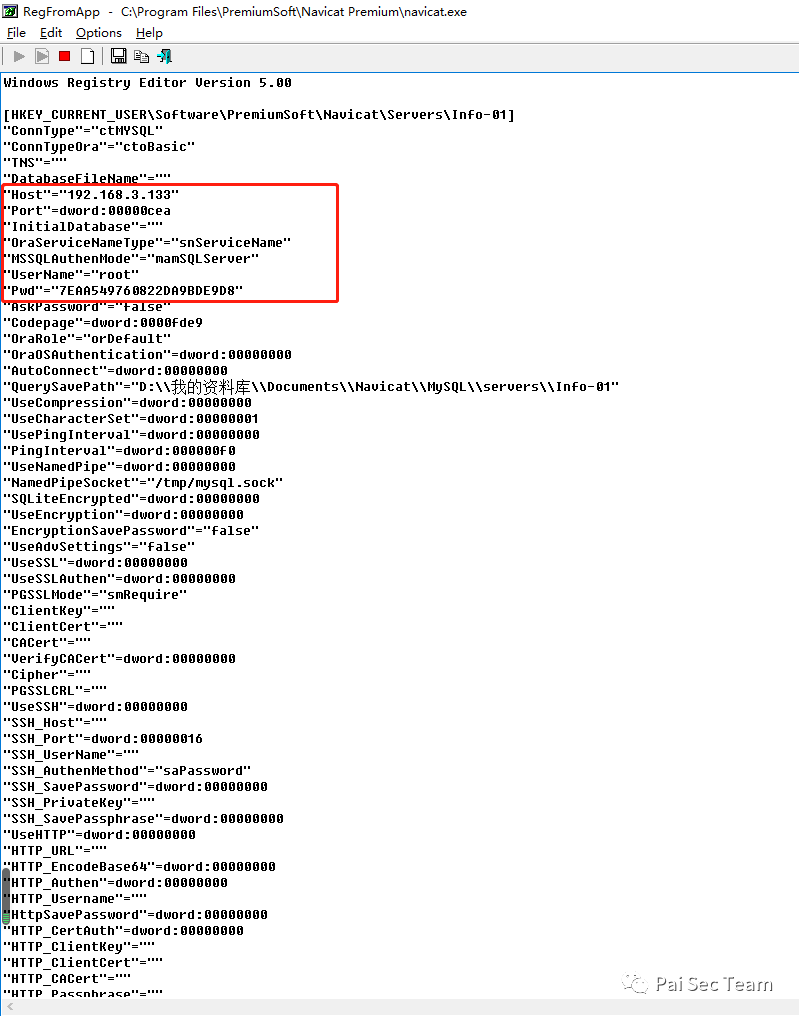 RegFromApp - C:\Program Files\PremiumSoft\Navicat Premium\navicat.exe
File Edit Options Help
Windows Registry Editor Version 5.00
[HKEY_CURRENT_USER\Software\PremiumSoft\Navicat\Servers\Info-01]
"ConnType"="ctMYSQL"
"ConnTypeOra"="ctoBasic"
"TNS"=""
"DatabaseFileName"=""
"Host"="192.168.3.133"
"Port"=dword:00000cea
"InitialDatabase"=""
"OraServiceNameType"="snServiceName"
"MSSQLAuthenMode"="mamSQLServer"
"UserName"="root"
"Pwd"="7EAA549760822DA9BDE9D8"
"AskPassword"="false"
"Codepage"=dword:0000fde9
"OraRole"="orDefault"
"OraOSAuthentication"=dword:00000000
"AutoConnect"=dword:00000000
"QuerySavePath"="D:\\我的资料库\\Documents\\Navicat\\MySQL\\servers\\Info-01"
"UseCompression"=dword:00000000
"UseCharacterSet"=dword:00000001
"UsePingInterval"=dword:00000000
"PingInterval"=dword:000000f0
"UseNamedPipe"=dword:00000000
"NamedPipeSocket"="/tmp/mysql.sock"
"SQLiteEncrypted"=dword:00000000
"UseEncryption"=dword:00000000
"EncryptionSavePassword"="false"
"UseAdvSettings"="false"
"UseSSL"=dword:00000000
"UseSSLAuthen"=dword:00000000
"PGSSLMode"="smRequire"
"ClientKey"=""
"ClientCert"=""
"CACert"=""
"VerifyCACert"=dword:00000000
"Cipher"=""
"PGSSLCRL"=""
"UseSSH"=dword:00000000
"SSH_Host"=""
"SSH_Port"=dword:00000016
"SSH_UserName"=""
"SSH_AuthenMethod"="saPassword"
"SSH_SavePassword"=dword:00000000
"SSH_PrivateKey"=""
"SSH_SavePassphrase"=dword:00000000
"UseHTTP"=dword:00000000
"HTTP_URL"=""
"HTTP_EncodeBase64"=dword:00000000
"HTTP_Authen"=dword:00000000
"HTTP_Username"=""
"HttpSavePassword"=dword:00000000
"HTTP_CertAuth"=dword:00000000
"HTTP_ClientKey"=""
"HTTP_ClientCert"=""
"HTTP_CACert"=""
"HTTP_Passphrase"=""
Pai Sec Team